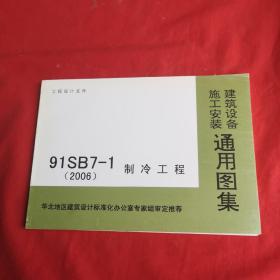 工程设计文件
建筑设备
施工安装
通用图集
91SB7-1
(2006)
制冷工程
华北地区建筑设计标准化办公室专家组审定推荐